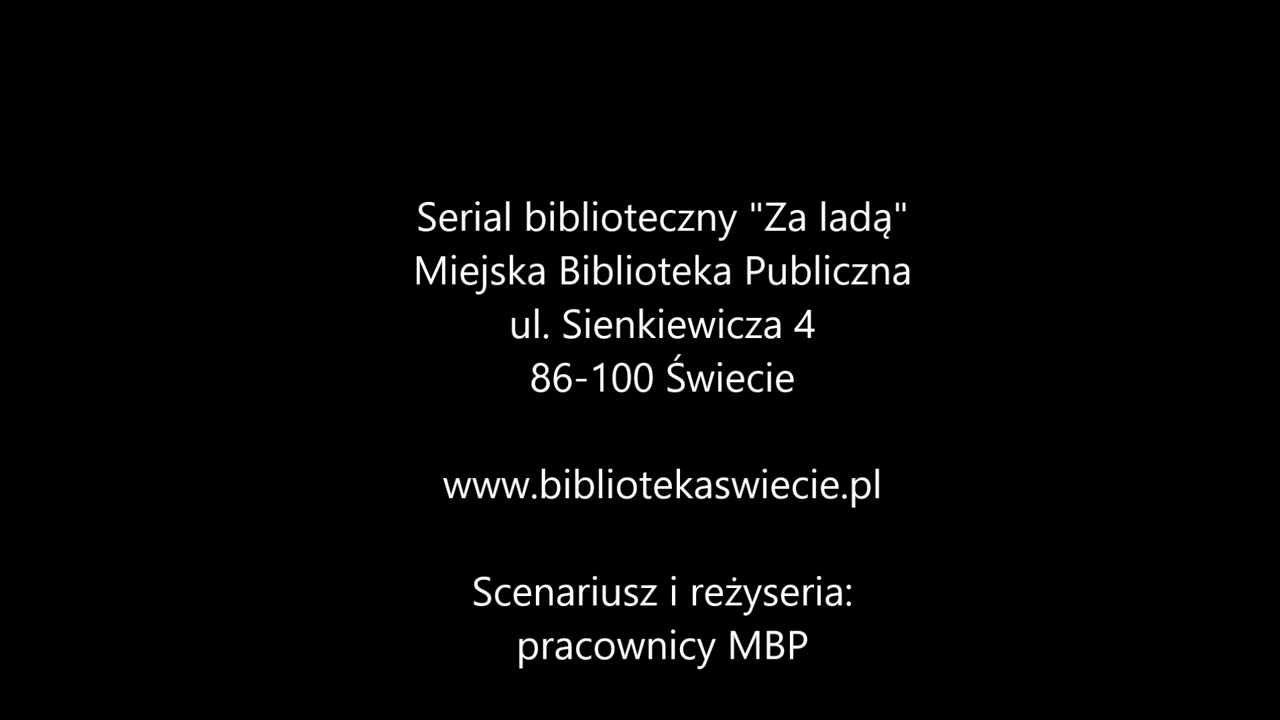 Serial biblioteczny "Za ladą"
Miejska Biblioteka Publiczna
ul. Sienkiewicza 4
86-100 Świecie
www.bibliotekaswiecie.pl
Scenariusz i reżyseria:
pracownicy MBP